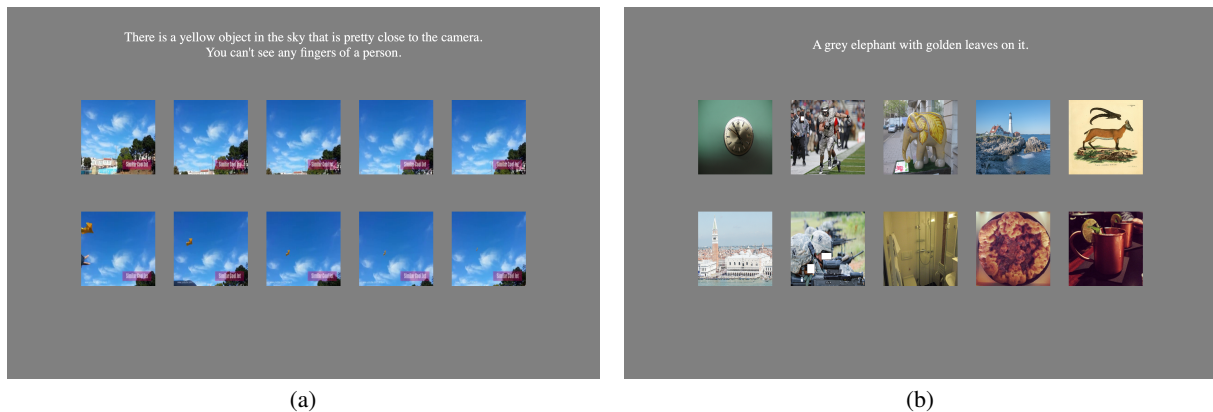 There is a yellow object in the sky that is pretty close to the camera.
You can't see any fingers of a person.
A grey elephant with golden leaves on it.
(a)
(b)